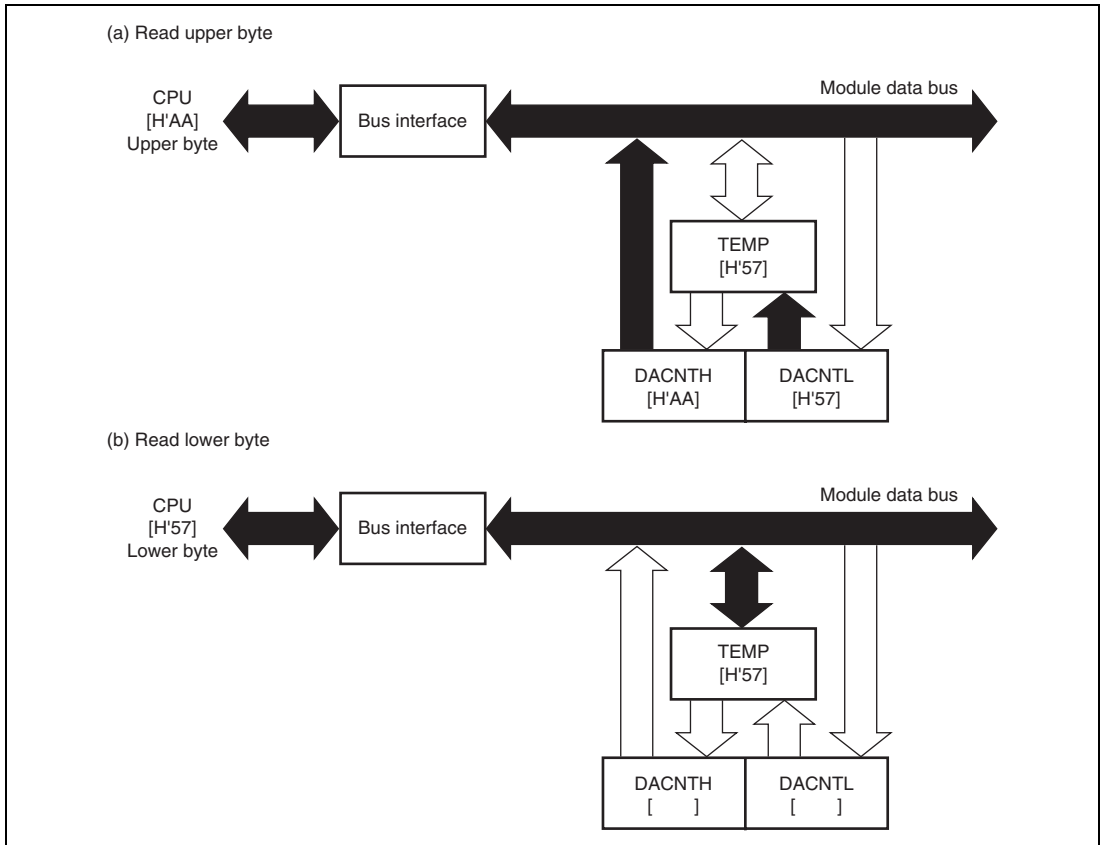 (a) Read upper byte
Module data bus
CPU
[H'AA]
Upper byte
Bus interface
TEMP
[H'57]
DACNTH
[H'AA]
DACNTL
[H'57]
(b) Read lower byte
Module data bus
CPU
[H'57]
Lower byte
Bus interface
TEMP
[H'57]
DACNTH
[ ]
DACNTL
[ ]